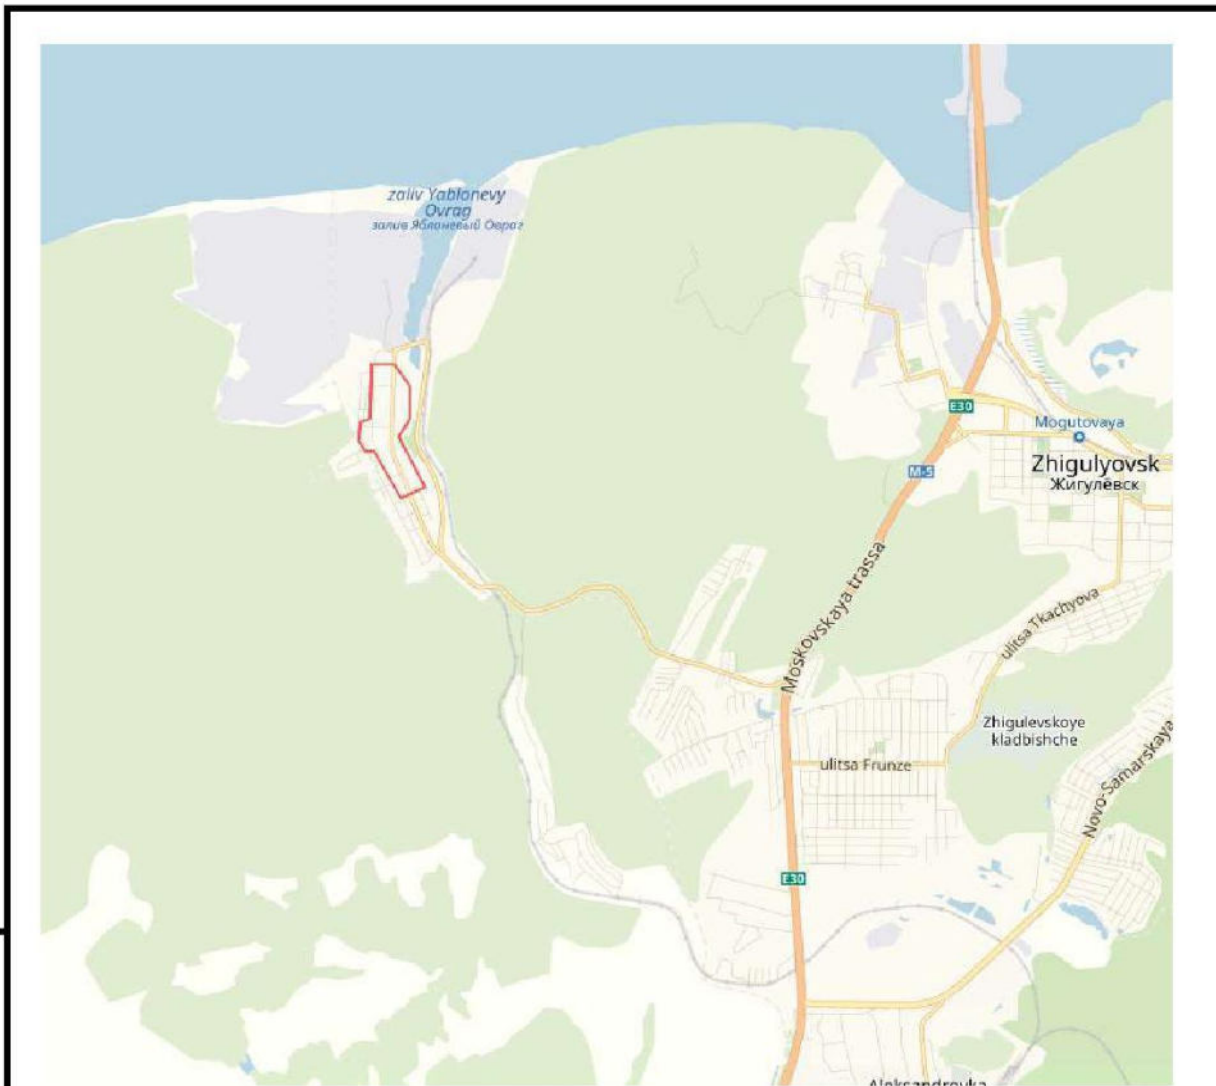 zaliv Yablonevy
Ovrag
залив Яблоневый Овраг
E30
Mogutovaya
M-5
Zhigulyovsk
Жигулёвск
Moskovskaya trassa
ulitsa Tkachyova
Zhigulevskoye
kladbishche
ulitsa Frunze
Novo-Samarskaya
E30
Aleksandrovka